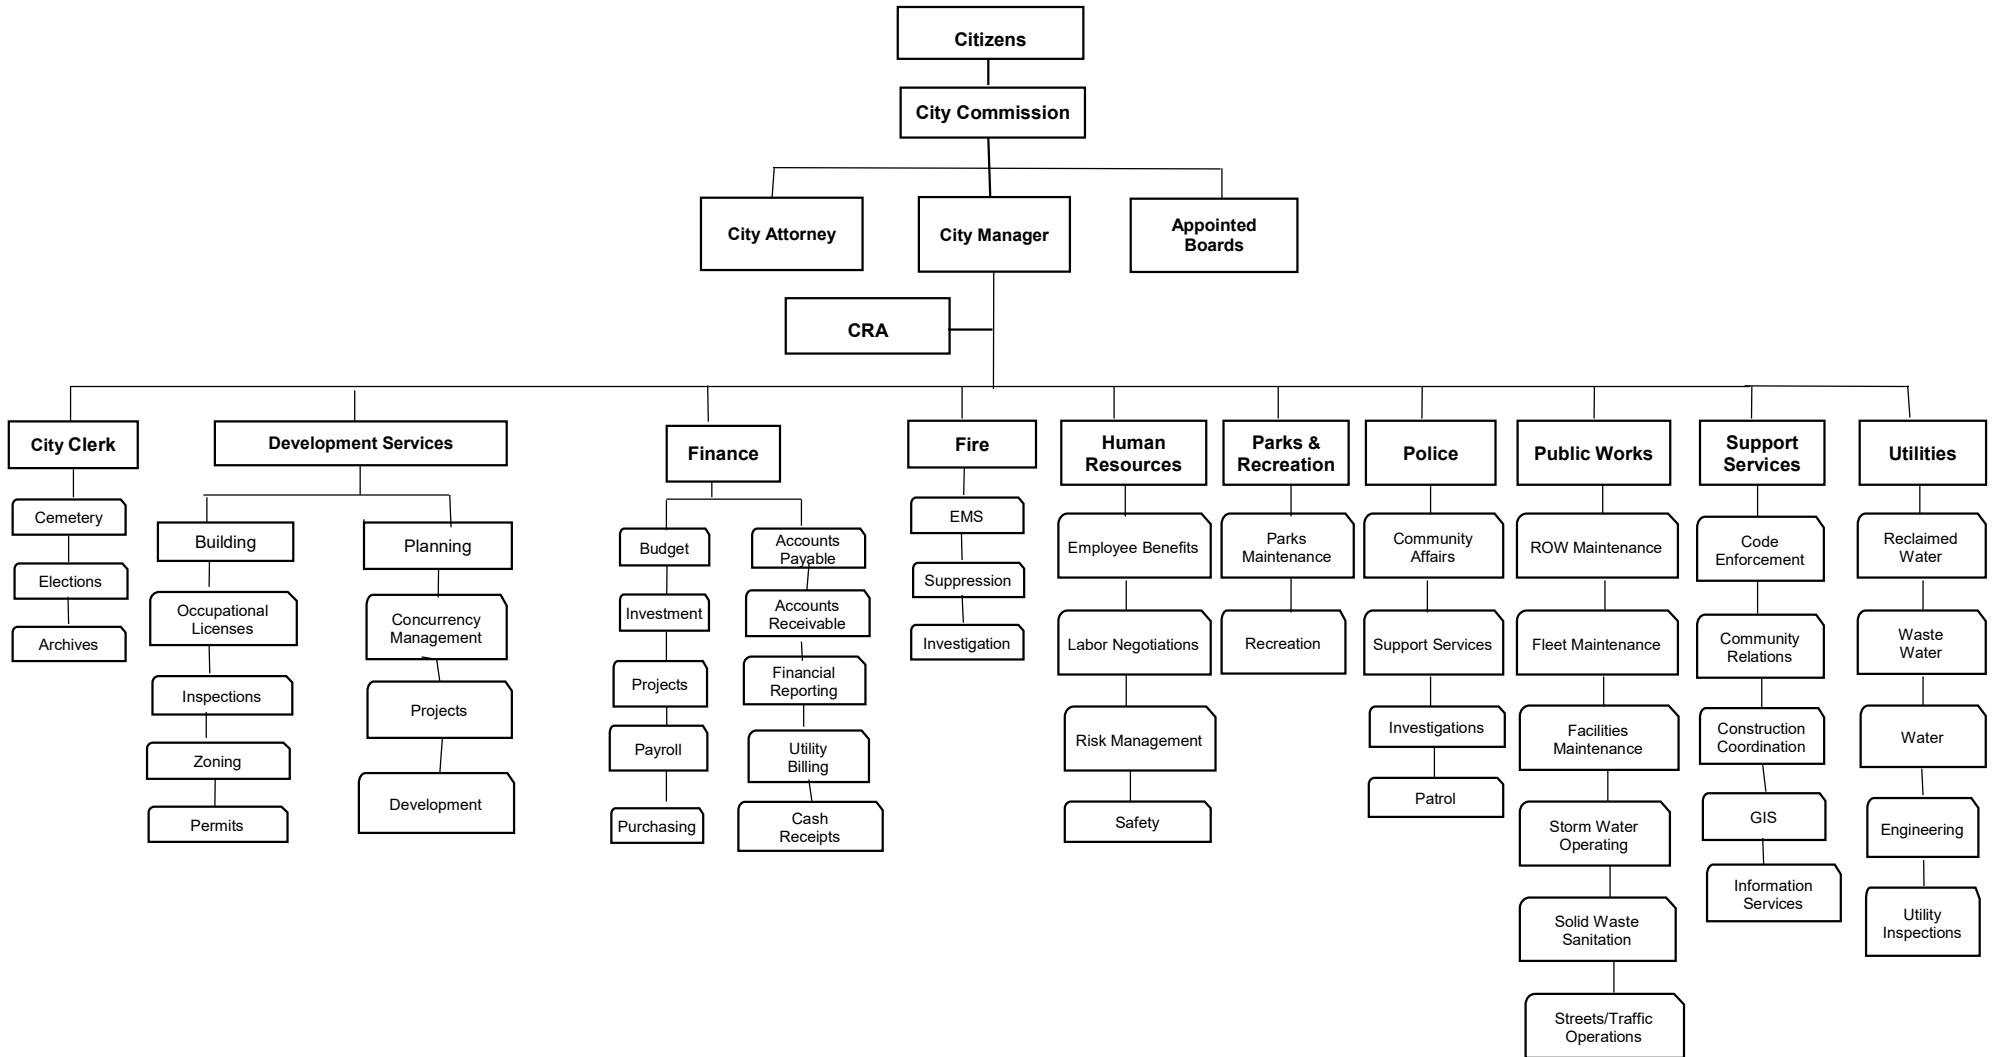 Citizens
City Commission
City Attorney
City Manager
Appointed
Boards
CRA
City Clerk
Cemetery
Elections
Archives
Development Services
Building
Occupational
Licenses
Inspections
Zoning
Permits
Planning
Concurrency
Management
Projects
Development
Finance
Budget
Investment
Projects
Payroll
Purchasing
Accounts
Payable
Accounts
Receivable
Financial
Reporting
Utility
Billing
Cash
Receipts
Fire
EMS
Suppression
Investigation
Human
Resources
Employee Benefits
Labor Negotiations
Risk Management
Safety
Parks &
Recreation
Parks
Maintenance
Recreation
Police
Community
Affairs
Support Services
Investigations
Patrol
Public Works
ROW Maintenance
Fleet Maintenance
Facilities
Maintenance
Storm Water
Operating
Solid Waste
Sanitation
Streets/Traffic
Operations
Support
Services
Code
Enforcement
Community
Relations
Construction
Coordination
GIS
Information
Services
Utilities
Reclaimed
Water
Waste
Water
Water
Engineering
Utility
Inspections